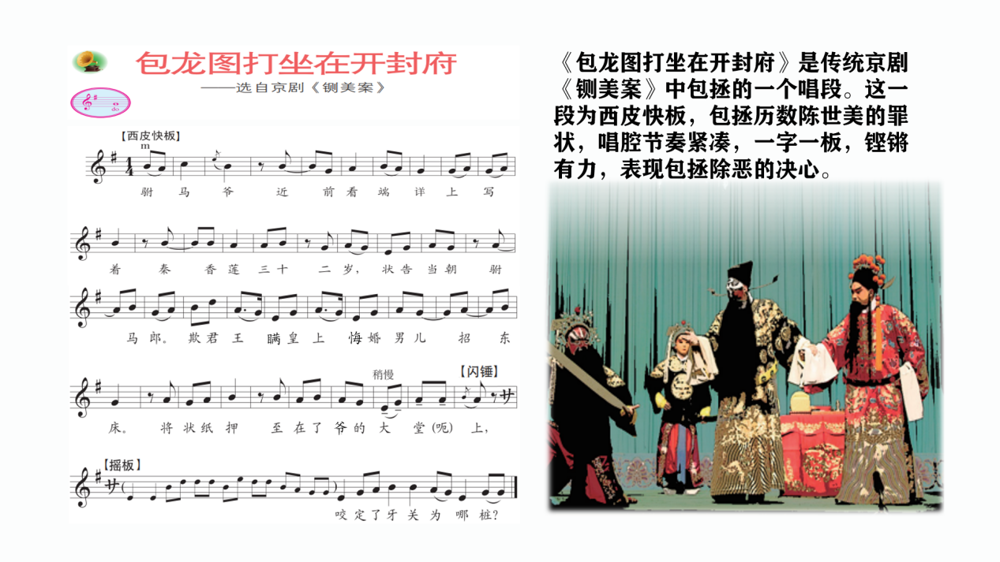 包龙图打坐在开封府
——选自京剧《铡美案》
do
【西皮快板】
m
1
4
驸马爷近前看端详上写
着秦香莲三十二岁，状告当朝驸
马郎。欺君王瞒皇上悔婚男儿招东
稍慢 【闪锤】
サ
床。将状纸押至在了爷的大堂(呃)上，
【摇板】
サ
咬定了牙关为哪桩？
《包龙图打坐在开封府》是传统京剧
《铡美案》中包拯的一个唱段。这一
段为西皮快板，包拯历数陈世美的罪
状，唱腔节奏紧凑，一字一板，铿锵
有力，表现包拯除恶的决心。